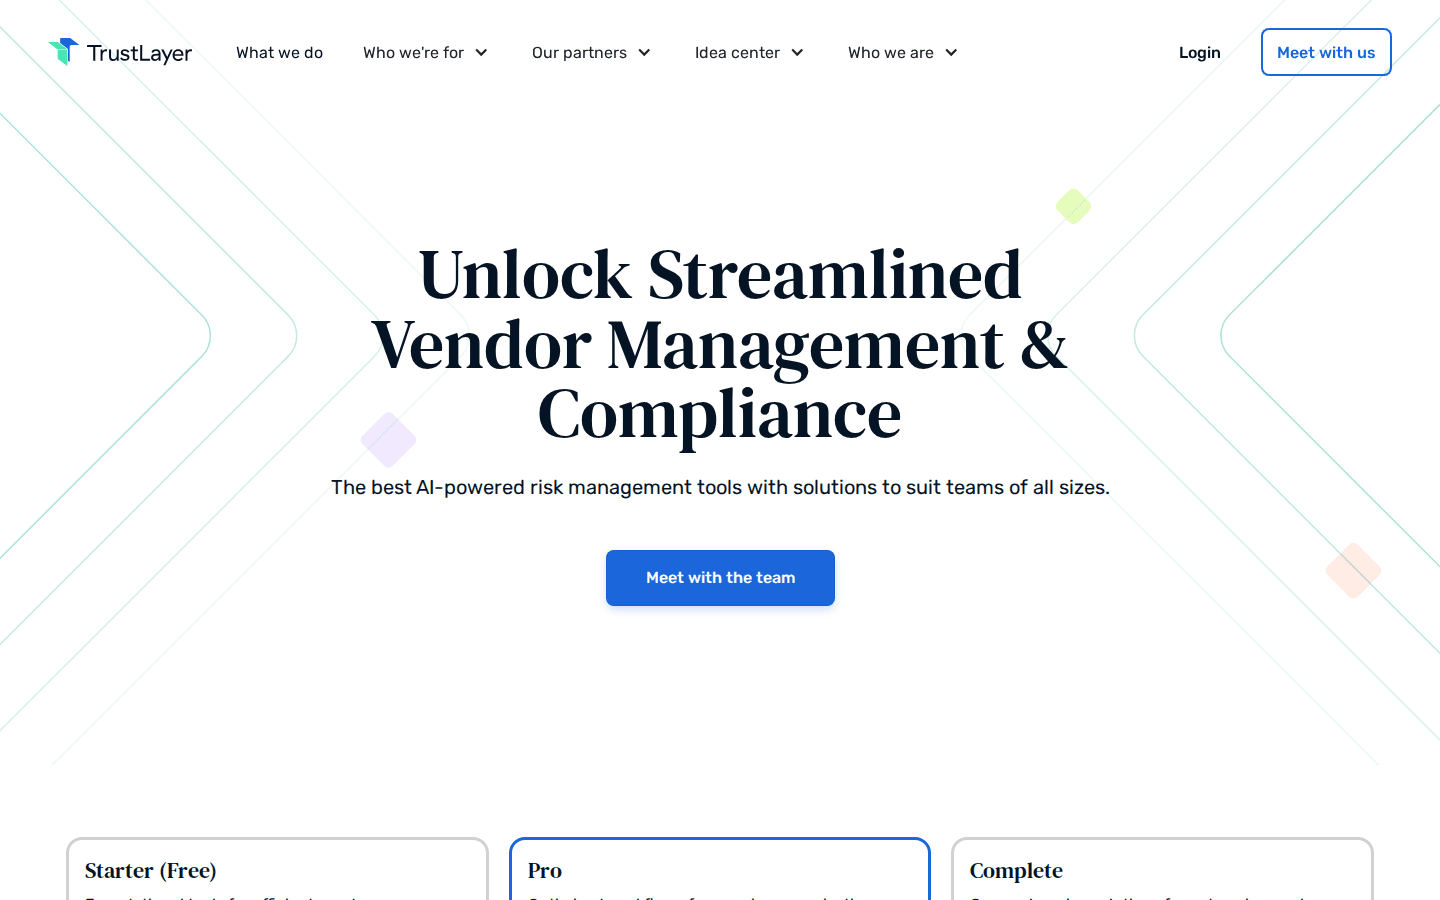 TrustLayer
What we do
Who we're for
Our partners
Idea center
Who we are
Login
Meet with us
Unlock Streamlined
Vendor Management &
Compliance
The best AI-powered risk management tools with solutions to suit teams of all sizes.
Meet with the team
Starter (Free)
Pro
Complete